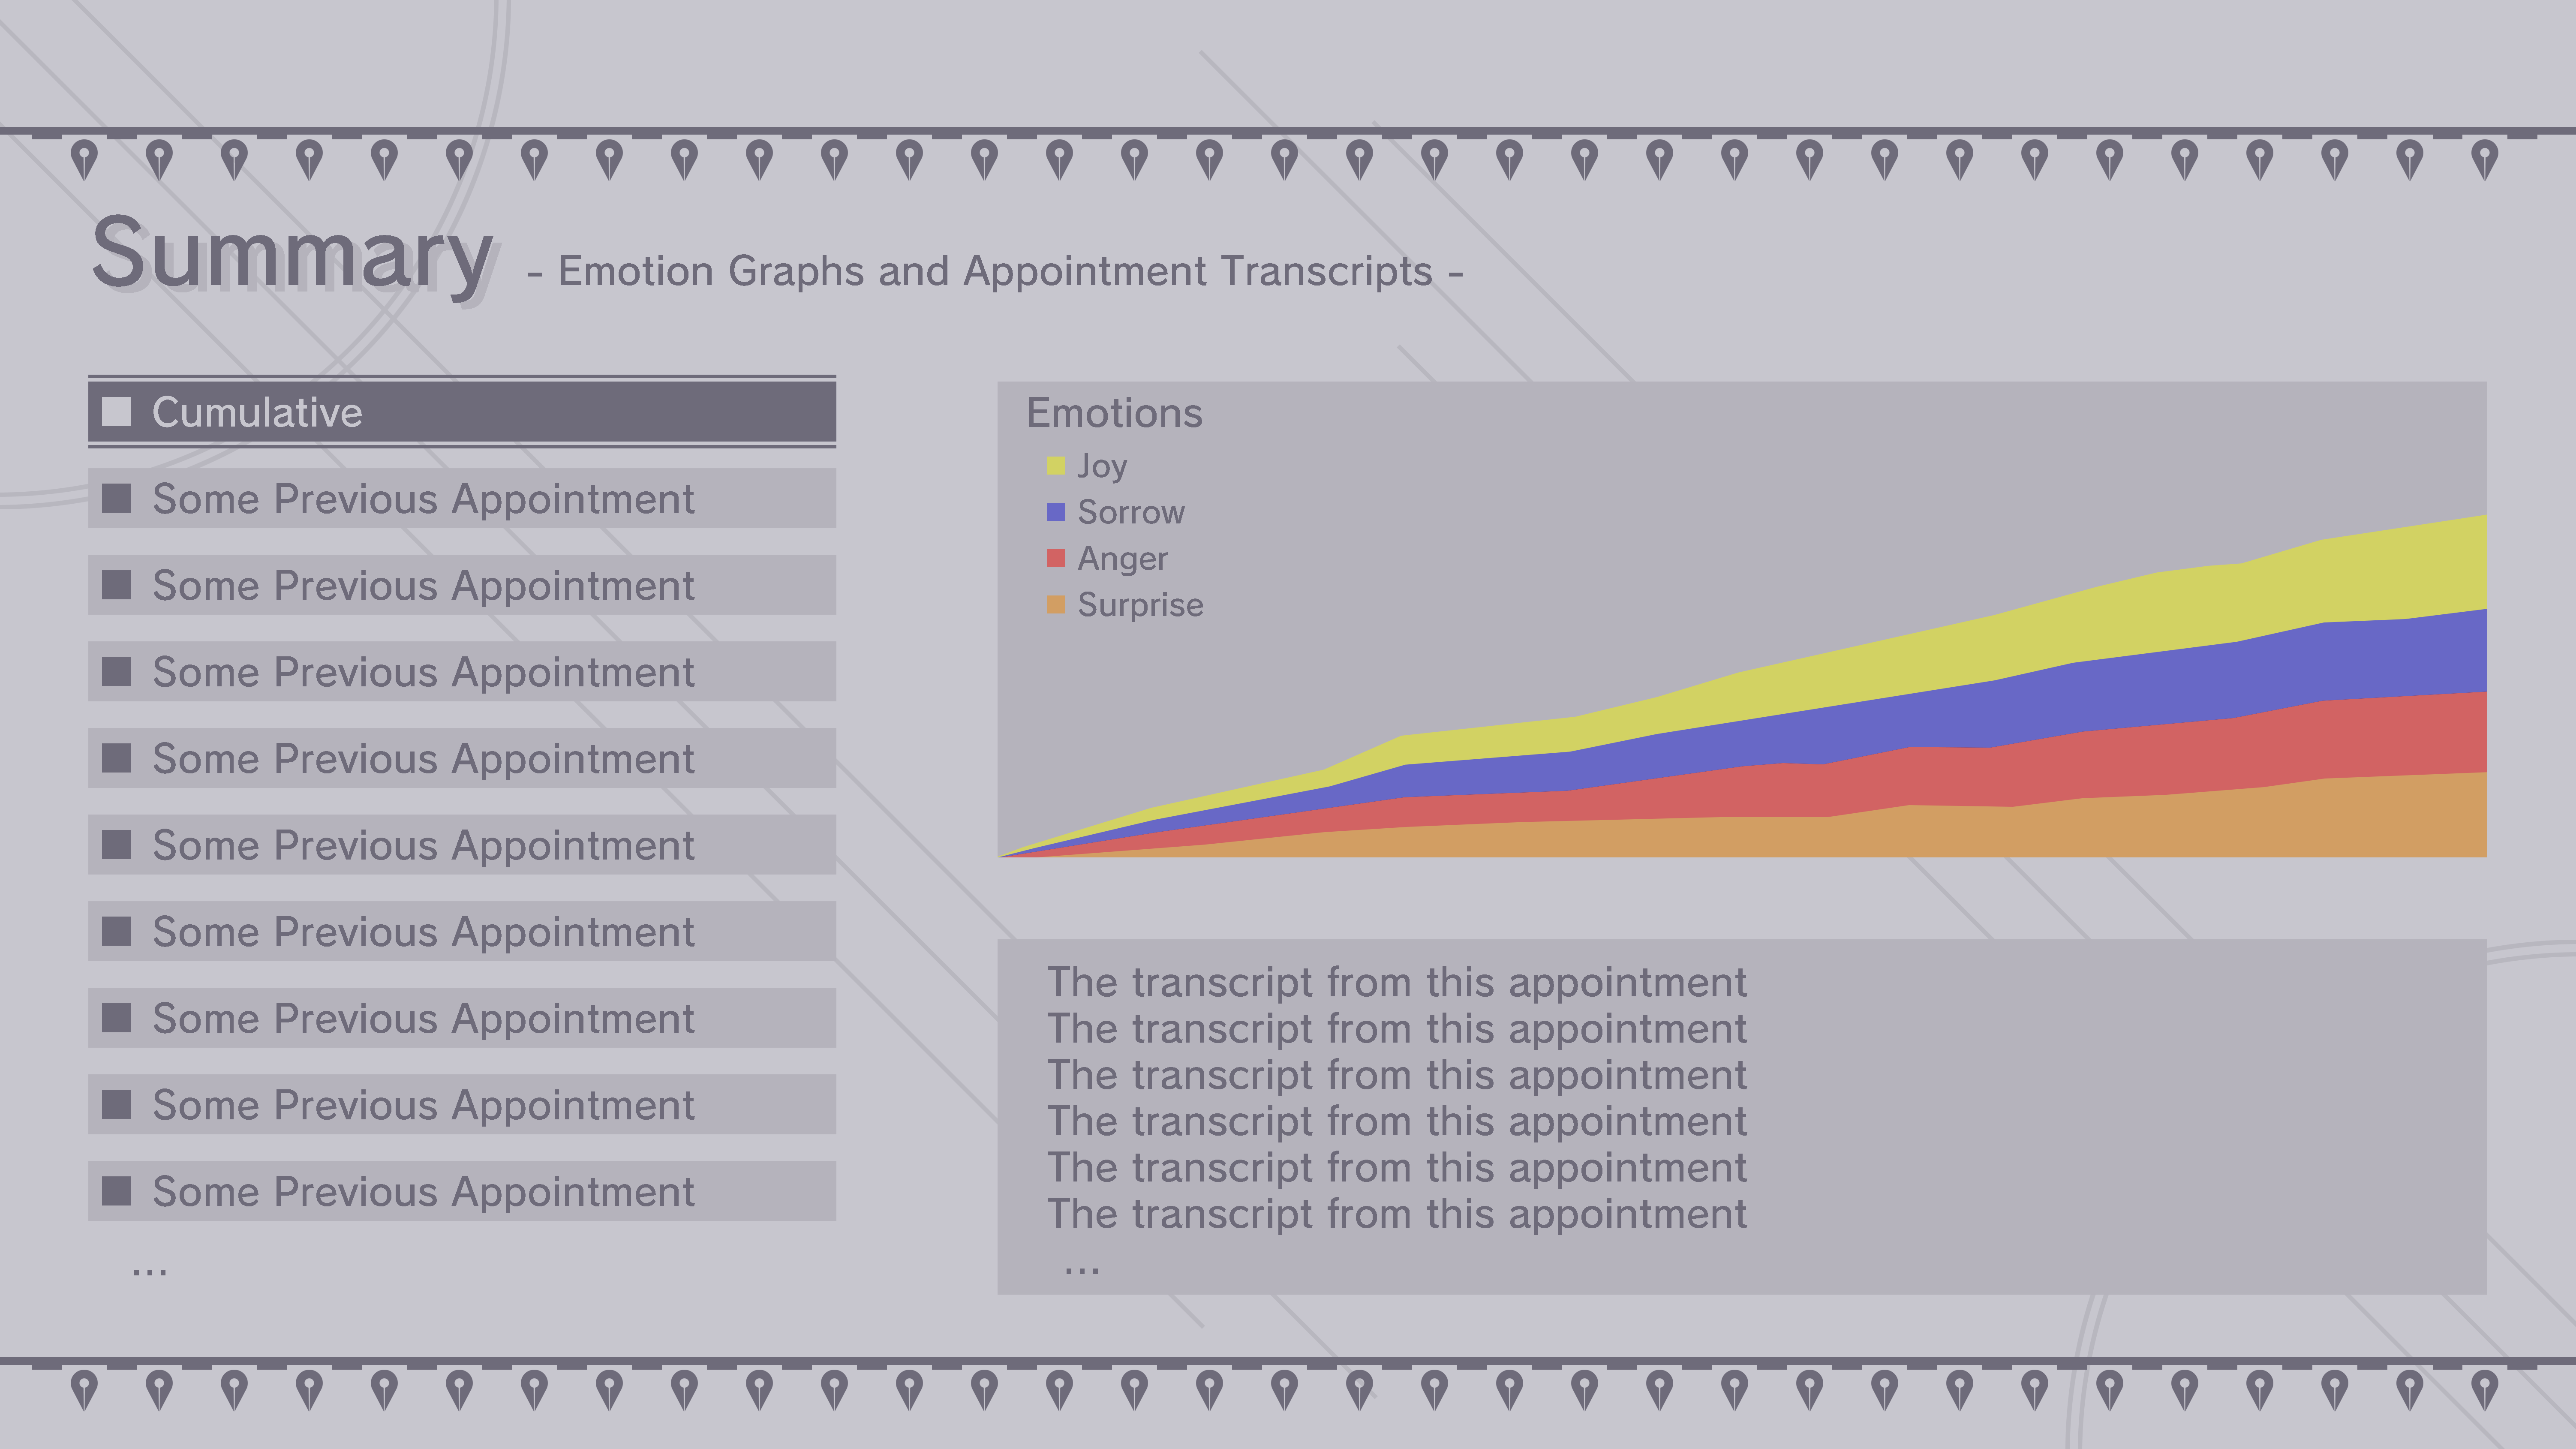 Summary - Emotion Graphs and Appointment Transcripts -
Cumulative
Some Previous Appointment
Some Previous Appointment
Some Previous Appointment
Some Previous Appointment
Some Previous Appointment
Some Previous Appointment
Some Previous Appointment
Some Previous Appointment
Some Previous Appointment
...
Emotions
Joy
Sorrow
Anger
Surprise
The transcript from this appointment
The transcript from this appointment
The transcript from this appointment
The transcript from this appointment
The transcript from this appointment
The transcript from this appointment
...